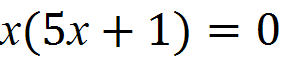 x(5x + 1) = 0